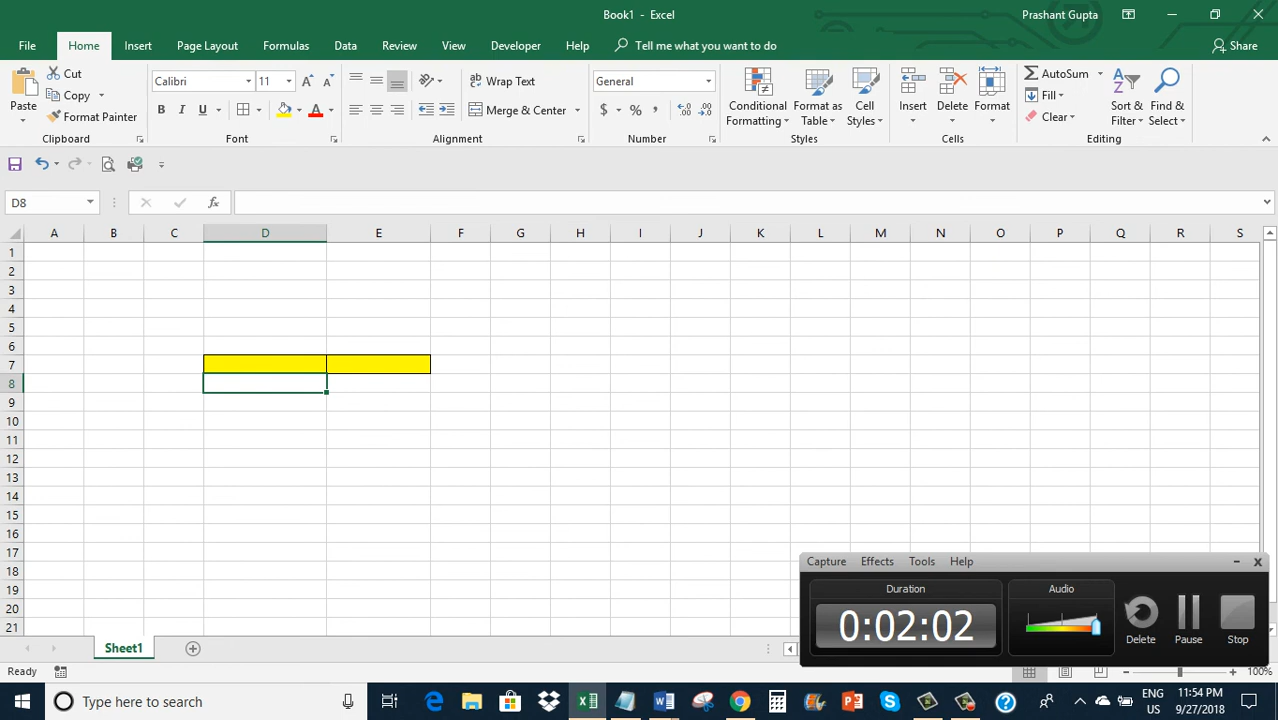 Book1 - Excel
Prashant Gupta
File Home Insert Page Layout Formulas Data Review View Developer Help Tell me what you want to do Share
Paste
Cut
Copy
Format Painter
Clipboard
Calibri 11
B I U
A
Font
Wrap Text
Merge & Center
Alignment
General
$ % ,
Number
Conditional Formatting
Format as Table
Cell Styles
Styles
Insert
Delete
Format
Cells
AutoSum
Fill
Clear
Sort & Filter
Find & Select
Editing
D8
fx
A B C D E F G H I J K L M N O P Q R S
1
2
3
4
5
6
7
8
9
10
11
12
13
14
15
16
17
18
19
20
21
Capture Effects Tools Help
Duration
0:02:02
Audio
Delete
Pause
Stop
Sheet1
Ready
100%
Type here to search
ENG
US
11:54 PM
9/27/2018